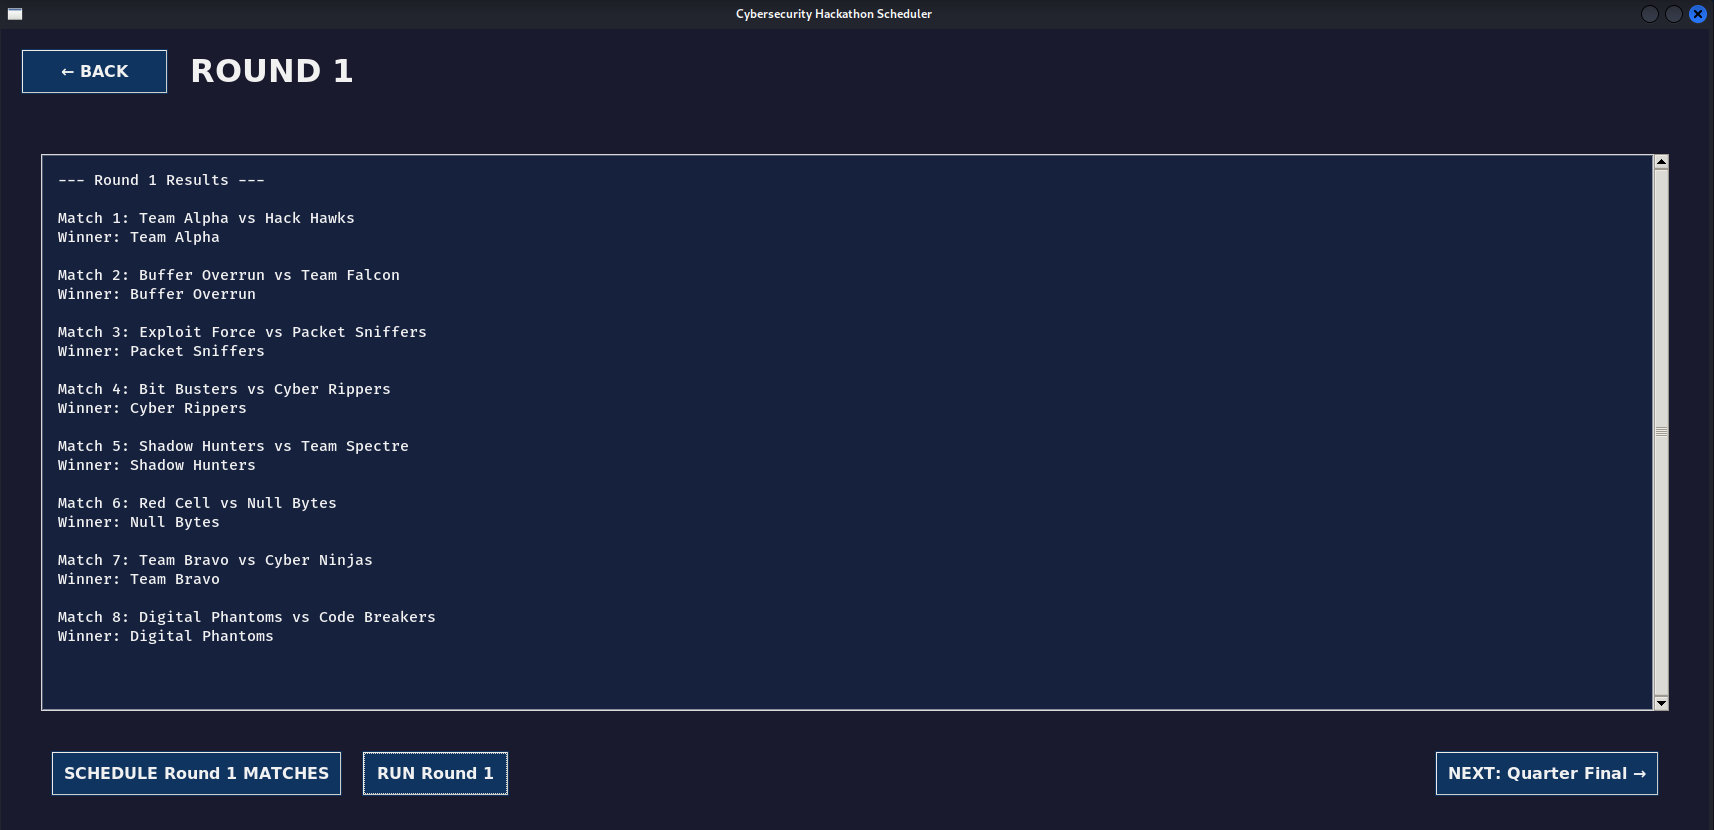 Cybersecurity Hackathon Scheduler
← BACK
ROUND 1
--- Round 1 Results ---
Match 1: Team Alpha vs Hack Hawks
Winner: Team Alpha
Match 2: Buffer Overrun vs Team Falcon
Winner: Buffer Overrun
Match 3: Exploit Force vs Packet Sniffers
Winner: Packet Sniffers
Match 4: Bit Busters vs Cyber Rippers
Winner: Cyber Rippers
Match 5: Shadow Hunters vs Team Spectre
Winner: Shadow Hunters
Match 6: Red Cell vs Null Bytes
Winner: Null Bytes
Match 7: Team Bravo vs Cyber Ninjas
Winner: Team Bravo
Match 8: Digital Phantoms vs Code Breakers
Winner: Digital Phantoms
SCHEDULE Round 1 MATCHES
RUN Round 1
NEXT: Quarter Final →